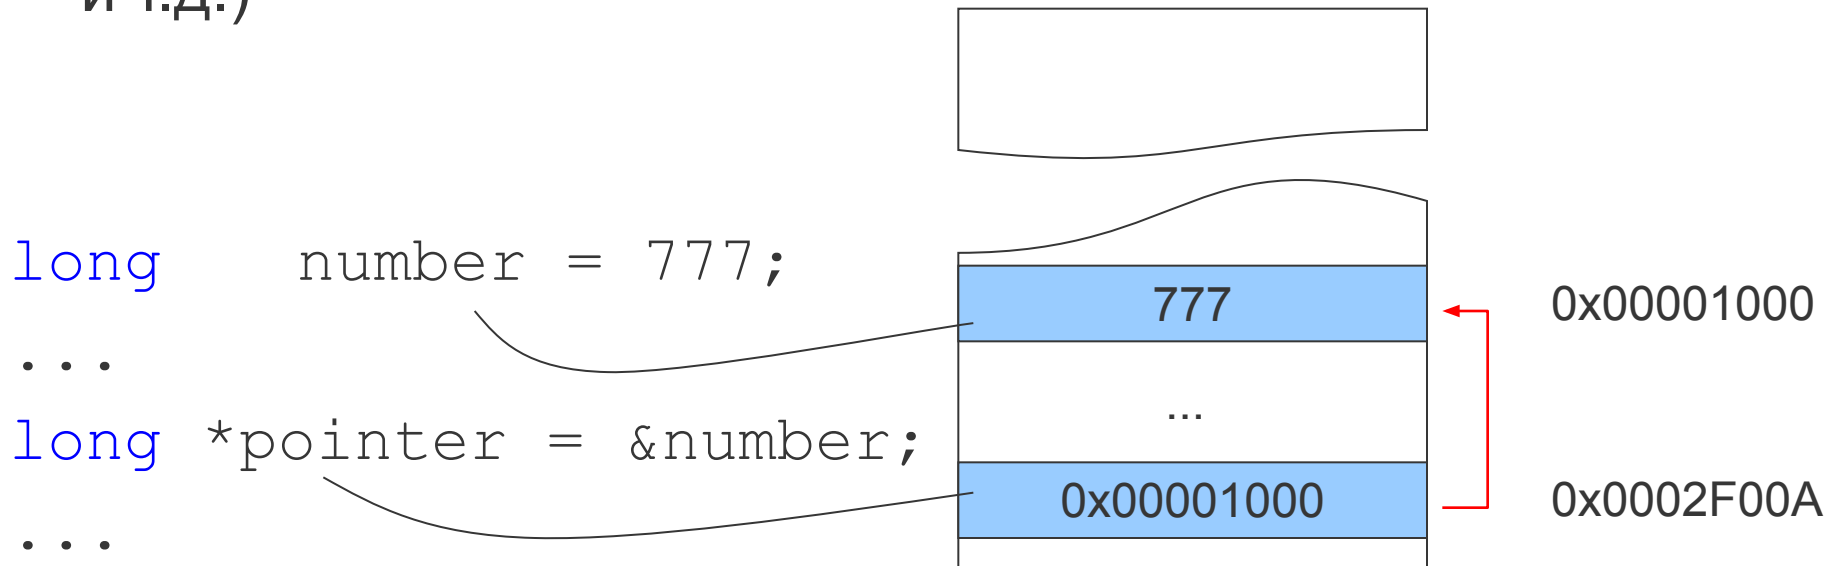 и т.д.)
long number = 777;
777
0x00001000
...
...
long *pointer = &number;
0x00001000
0x0002F00A
...